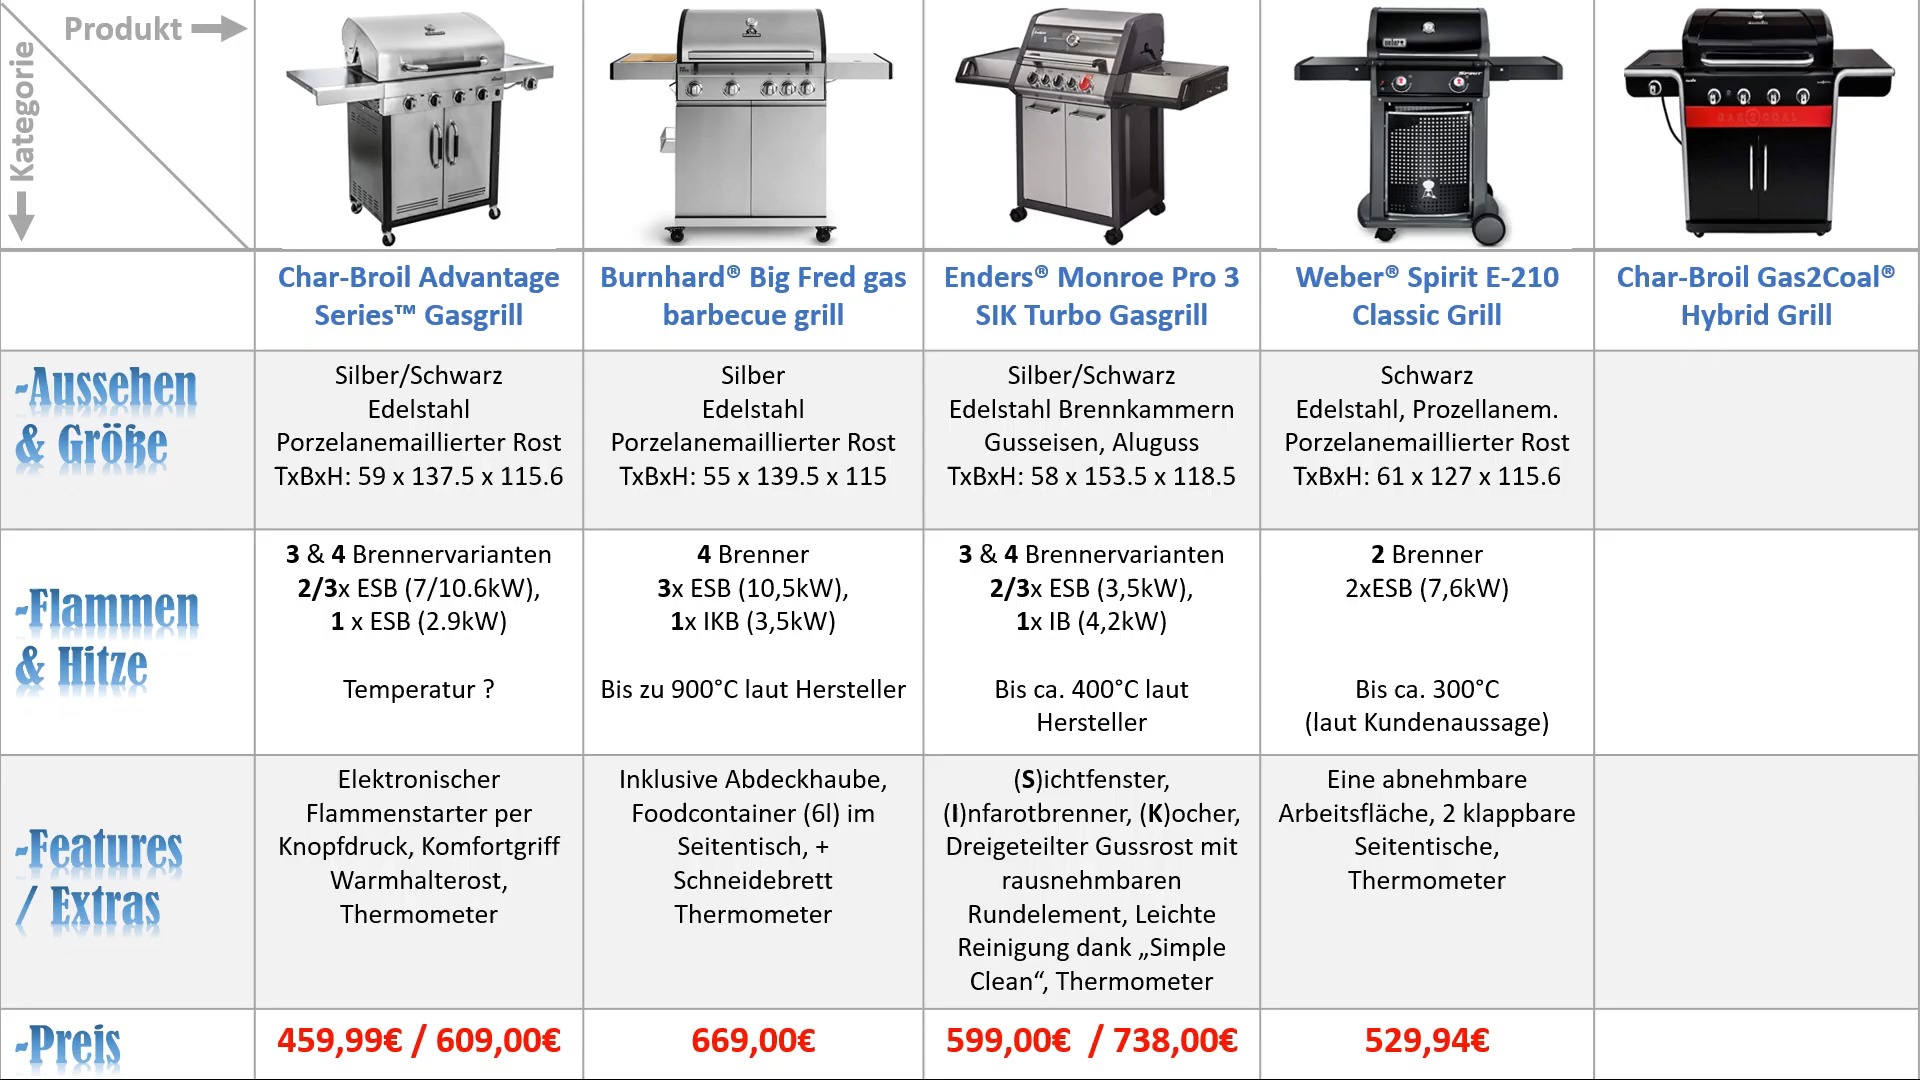 Produkt
Kategorie
Char-Broil Advantage
Series™ Gasgrill
Burnhard® Big Fred gas
barbecue grill
Enders® Monroe Pro 3
SIK Turbo Gasgrill
Weber® Spirit E-210
Classic Grill
Char-Broil Gas2Coal®
Hybrid Grill
-Aussehen
& Größe
Silber/Schwarz
Edelstahl
Porzelanemaillierter Rost
TxBxH: 59 x 137.5 x 115.6
Silber
Edelstahl
Porzelanemaillierter Rost
TxBxH: 55 x 139.5 x 115
Silber/Schwarz
Edelstahl Brennkammern
Gusseisen, Aluguss
TxBxH: 58 x 153.5 x 118.5
Schwarz
Edelstahl, Prozellanem.
Porzelanemaillierter Rost
TxBxH: 61 x 127 x 115.6
-Flammen
& Hitze
3 & 4 Brennervarianten
2/3x ESB (7/10.6kW),
1 x ESB (2.9kW)
Temperatur ?
4 Brenner
3x ESB (10,5kW),
1x IKB (3,5kW)
Bis zu 900°C laut Hersteller
3 & 4 Brennervarianten
2/3x ESB (3,5kW),
1x IB (4,2kW)
Bis ca. 400°C laut
Hersteller
2 Brenner
2xESB (7,6kW)
Bis ca. 300°C
(laut Kundenaussage)
-Features
/ Extras
Elektronischer
Flammenstarter per
Knopfdruck, Komfortgriff
Warmhalterost,
Thermometer
Inklusive Abdeckhaube,
Foodcontainer (6l) im
Seitentisch, +
Schneidebrett
Thermometer
(S)ichtfenster,
(I)nfarotbrenner, (K)ocher,
Dreigeteilter Gussrost mit
rausnehmbaren
Rundelement, Leichte
Reinigung dank „Simple
Clean“, Thermometer
Eine abnehmbare
Arbeitsfläche, 2 klappbare
Seitentische,
Thermometer
-Preis
459,99€ / 609,00€
669,00€
599,00€ / 738,00€
529,94€
weber
SPIRIT
GAS2COAL